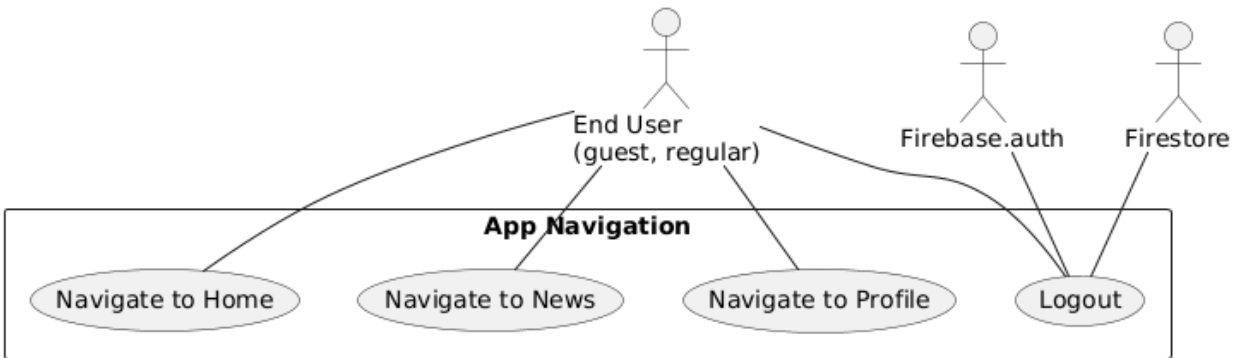 End User
(guest, regular)
Firebase.auth
Firestore
App Navigation
Navigate to Home
Navigate to News
Navigate to Profile
Logout